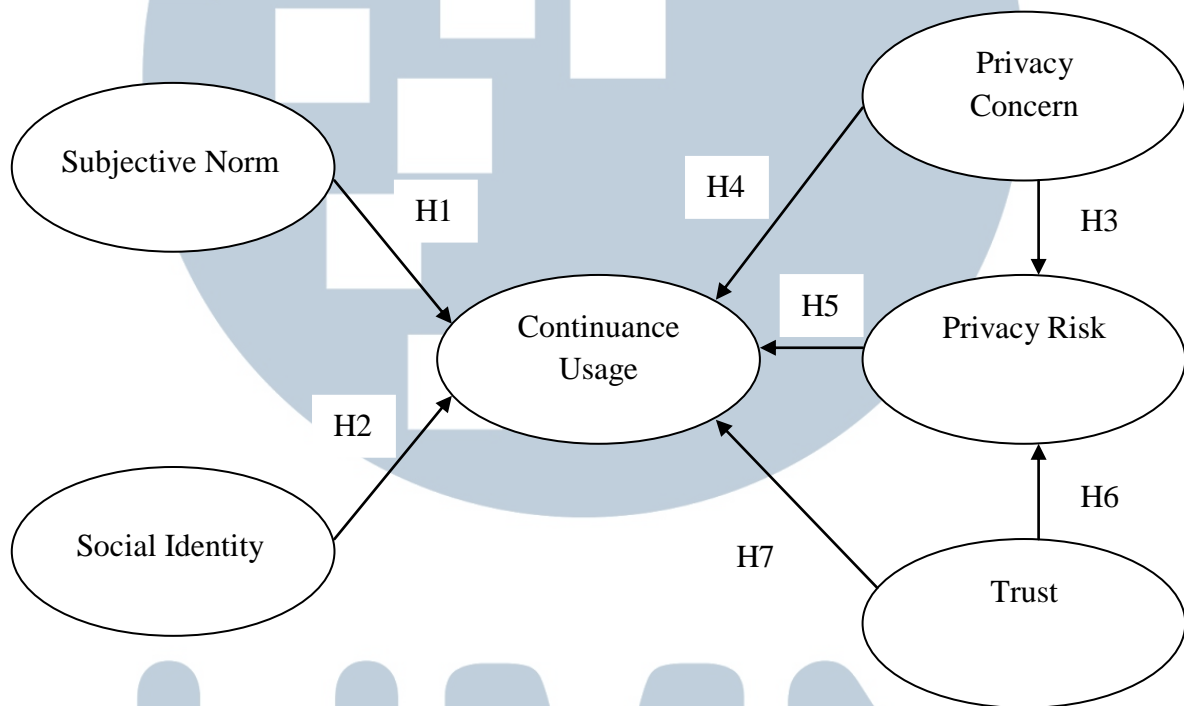 Privacy
Concern
Subjective Norm
H4
H1
H3
H5
Continuance
Usage
Privacy Risk
H2
H6
Social Identity
H7
Trust